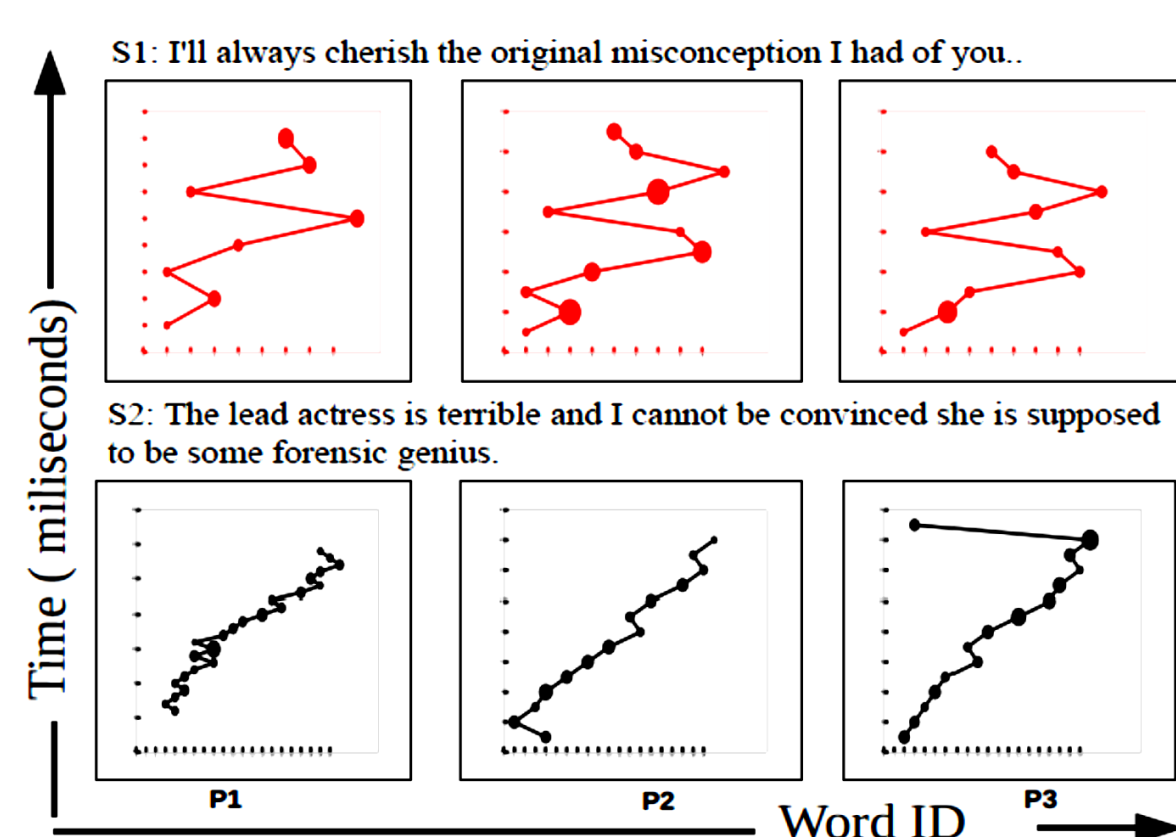 S1: I'll always cherish the original misconception I had of you..
Time ( miliseconds)
S2: The lead actress is terrible and I cannot be convinced she is supposed
to be some forensic genius.
P1
P2
P3
Word ID